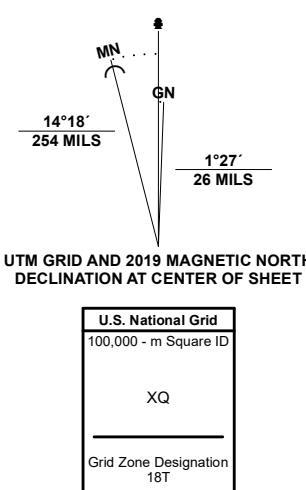 MN
GN
14°18´
254 MILS
1°27´
26 MILS
UTM GRID AND 2019 MAGNETIC NORTH
DECLINATION AT CENTER OF SHEET
U.S. National Grid
100,000 - m Square ID
XQ
Grid Zone Designation
18T